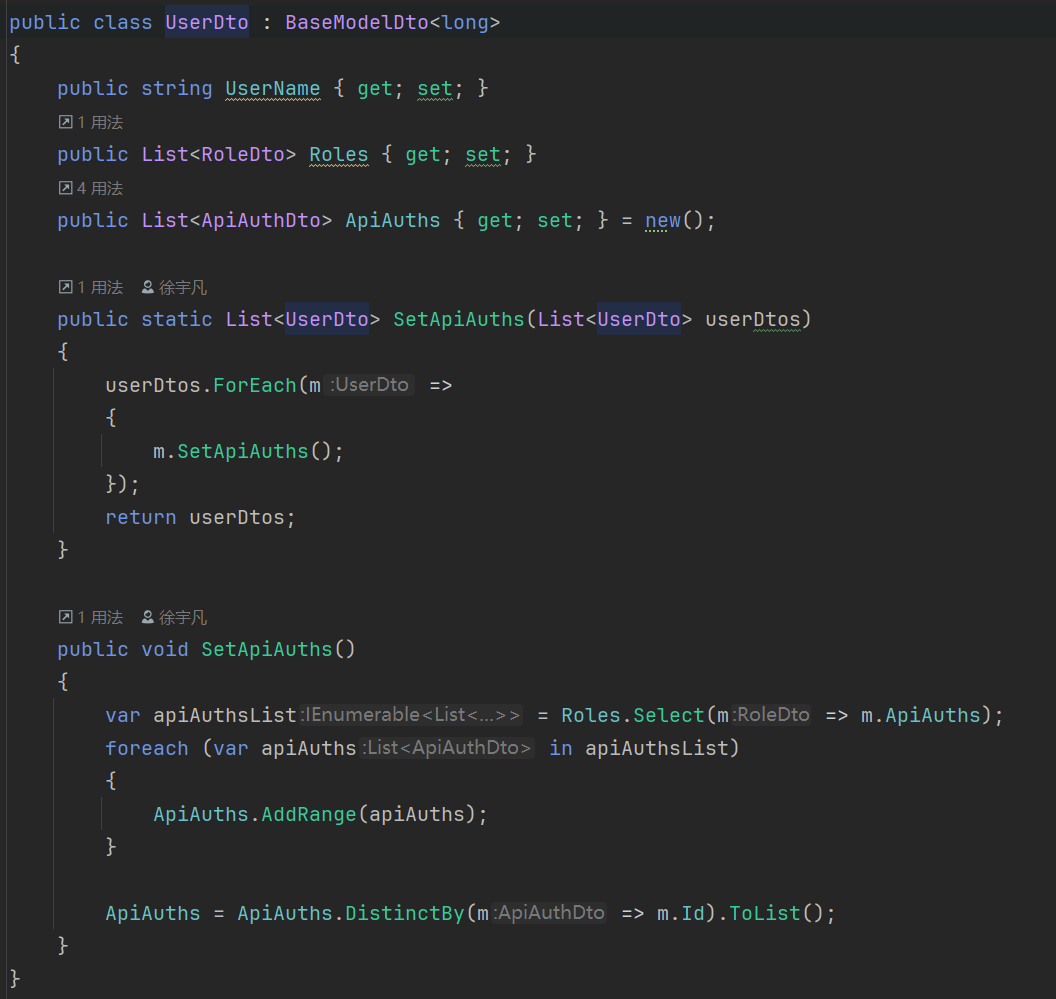 public class UserDto : BaseModelDto<long>
{
    public string UserName { get; set; }
    1 用法
    public List<RoleDto> Roles { get; set; }
    4 用法
    public List<ApiAuthDto> ApiAuths { get; set; } = new();
    1 用法 徐宇凡
    public static List<UserDto> SetApiAuths(List<UserDto> userDtos)
    {
        userDtos.ForEach(m :UserDto =>
        {
            m.SetApiAuths();
        });
        return userDtos;
    }
    1 用法 徐宇凡
    public void SetApiAuths()
    {
        var apiAuthsList :IEnumerable<List<...>> = Roles.Select(m :RoleDto => m.ApiAuths);
        foreach (var apiAuths :List<ApiAuthDto> in apiAuthsList)
        {
            ApiAuths.AddRange(apiAuths);
        }
        ApiAuths = ApiAuths.DistinctBy(m :ApiAuthDto => m.Id).ToList();
    }
}